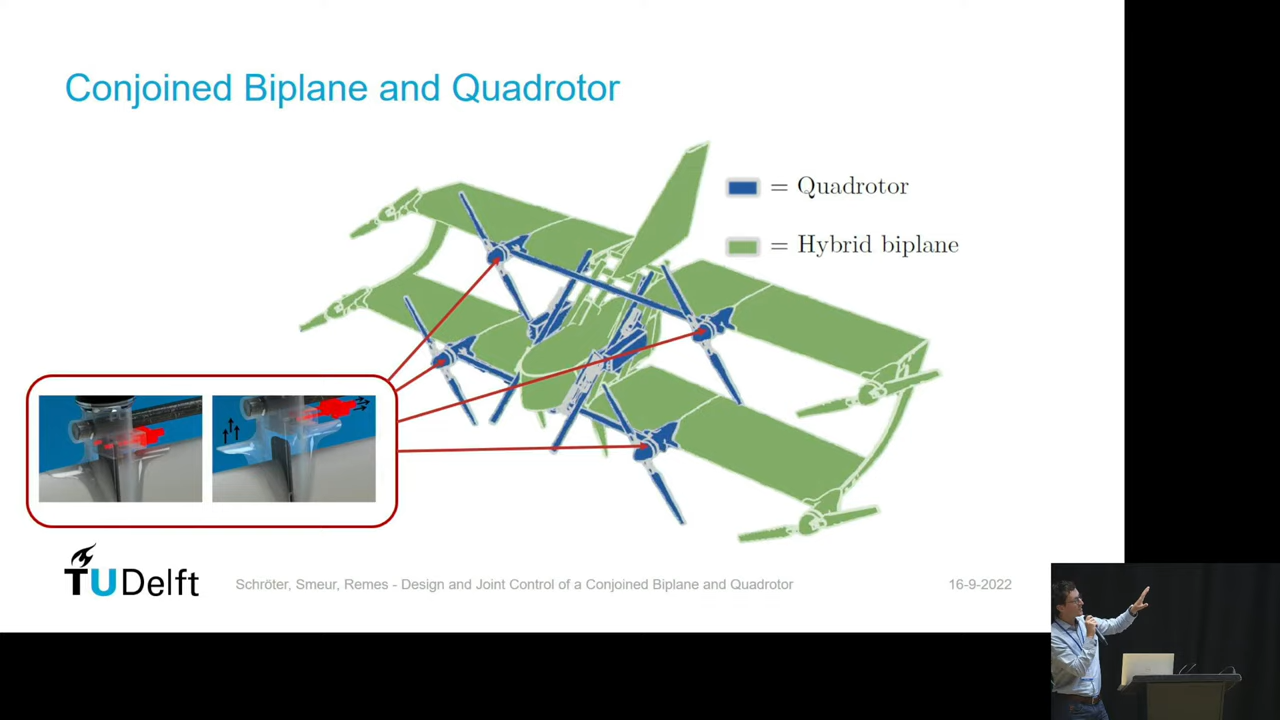 Conjoined Biplane and Quadrotor
= Quadrotor
= Hybrid biplane
TUDelft
Schröter, Smeur, Remes - Design and Joint Control of a Conjoined Biplane and Quadrotor
16-9-2022